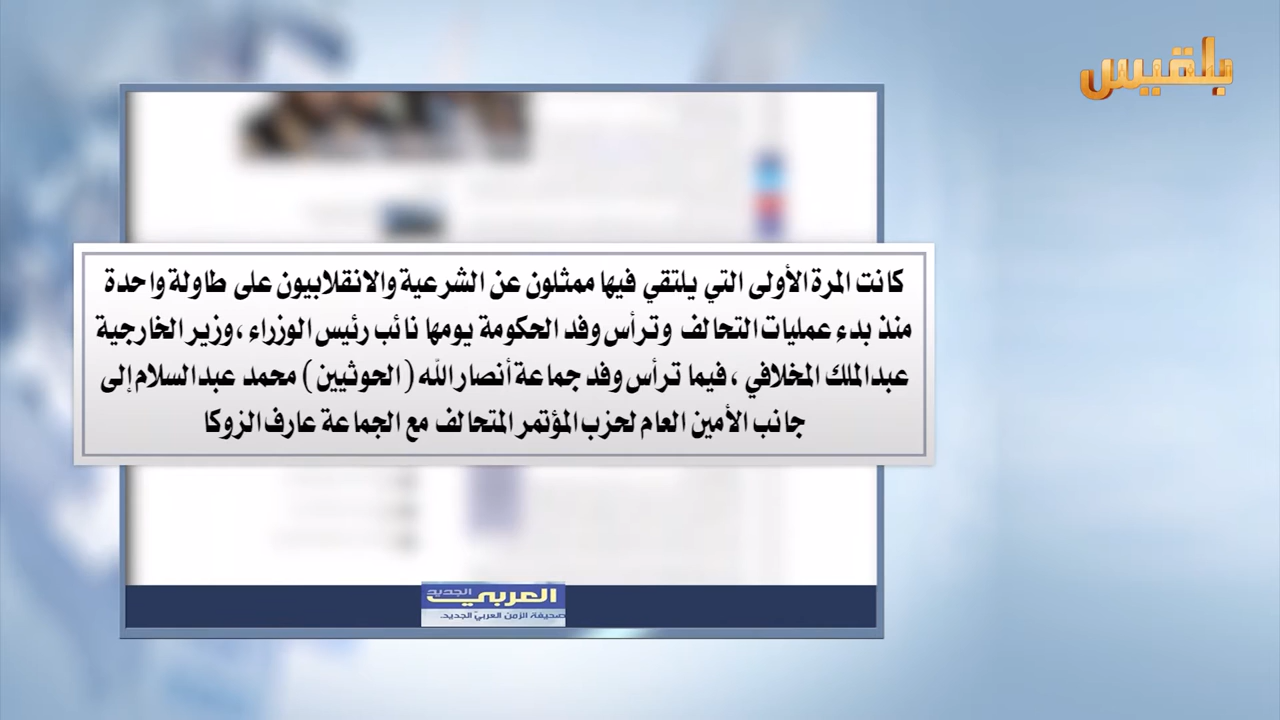 بلقيس
كانت المرة الأولى التي يلتقي فيها ممثلون عن الشرعية والانقلابيون على طاولة واحدة
منذ بدء عمليات التحالف وترأس وفد الحكومة يومها نائب رئيس الوزراء ،وزير الخارجية
عبدالملك المخلافي ، فيما ترأس وفد جماعة أنصار الله ( الحوثيين ) محمد عبدالسلام إلى
جانب الأمين العام لحزب المؤتمر المتحالف مع الجماعة عارف الزوكا
العربي الجديد
صحيفة الزمن العربيّ الجديد.